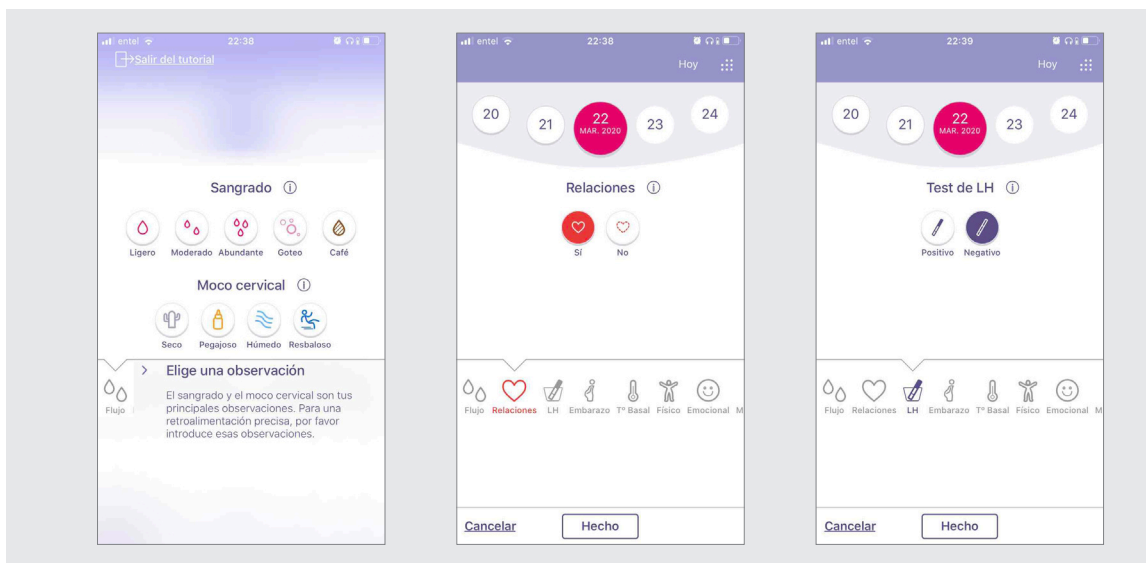 entel 22:38
Salir del tutorial
Sangrado
Ligero Moderado Abundante Goteo Café
Moco cervical
Seco Pegajoso Húmedo Resbaloso
Flujo
> Elige una observación
El sangrado y el moco cervical son tus
principales observaciones. Para una
retroalimentación precisa, por favor
introduce esas observaciones.
entel 22:38
Hoy
20 21 22 23 24
MAR. 2020
Relaciones
Sí No
Flujo Relaciones LH Embarazo Tº Basal Físico Emocional M
Cancelar Hecho
entel 22:39
Hoy
20 21 22 23 24
MAR. 2020
Test de LH
Positivo Negativo
Flujo Relaciones LH Embarazo Tº Basal Físico Emocional M
Cancelar Hecho